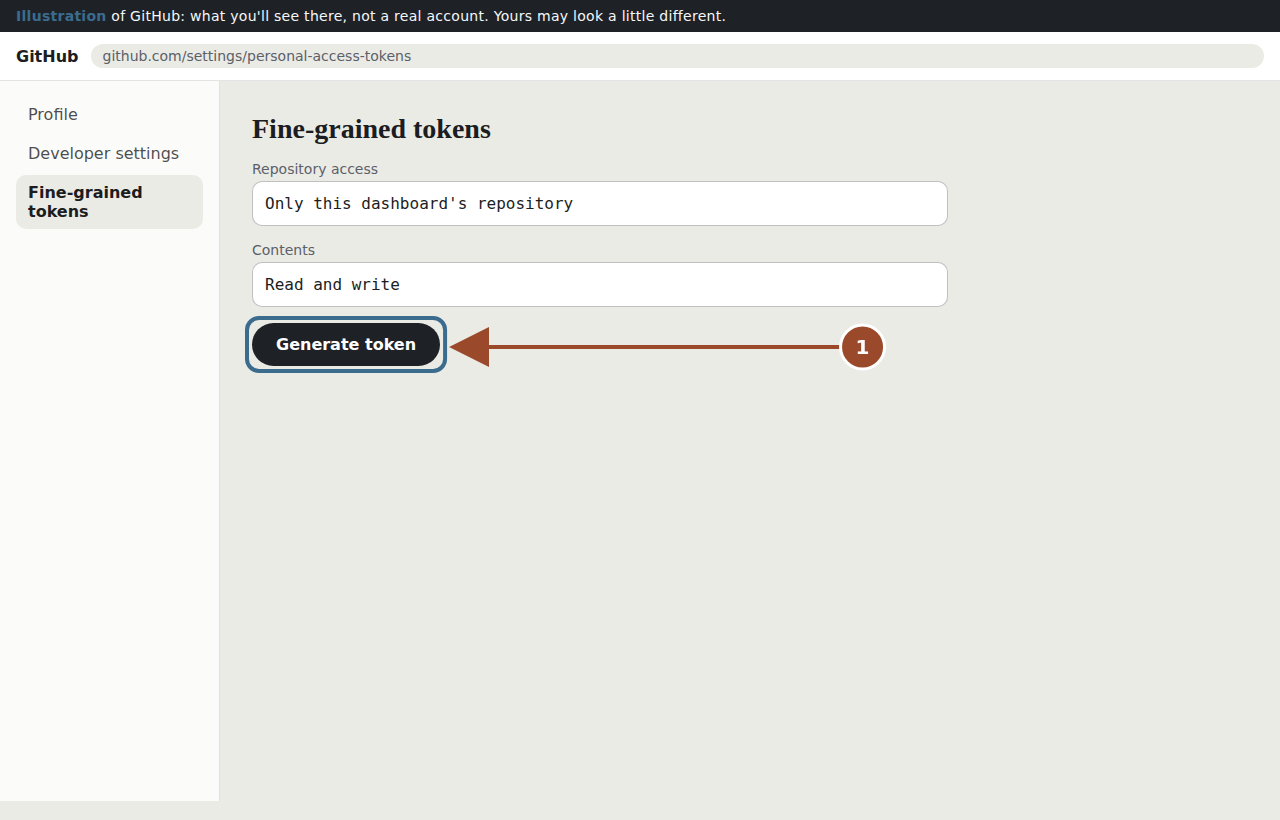 Illustration of GitHub: what you'll see there, not a real account. Yours may look a little different.
GitHub
github.com/settings/personal-access-tokens
Profile
Developer settings
Fine-grained
tokens
Fine-grained tokens
Repository access
Only this dashboard's repository
Contents
Read and write
Generate token
1